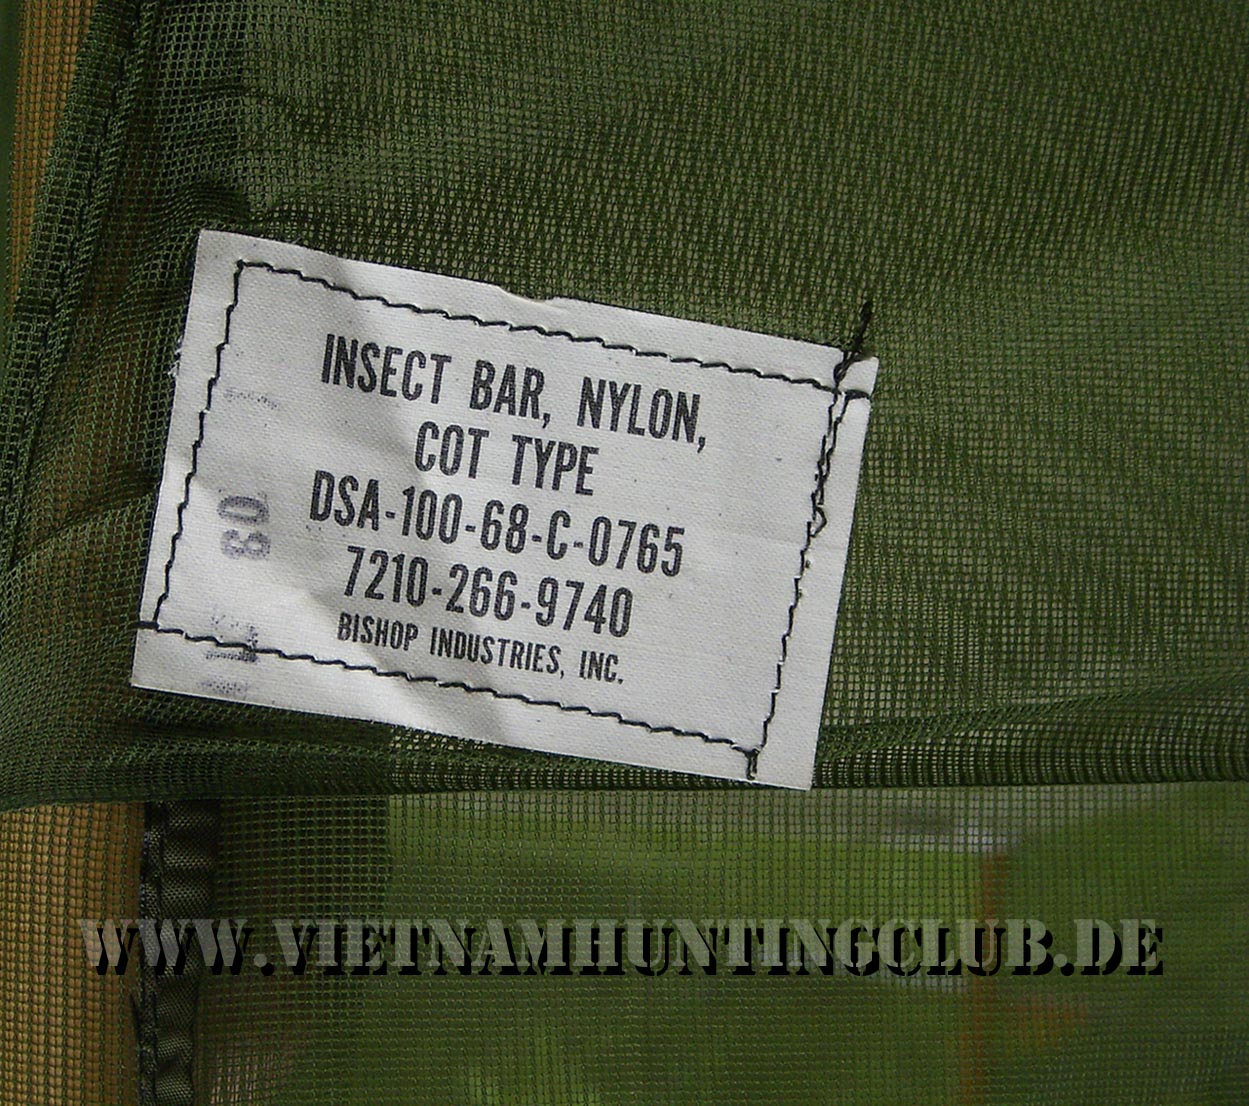 INSECT BAR, NYLON,
COT TYPE
DSA-100-68-C-0765
7210-266-9740
BISHOP INDUSTRIES, INC.
WWW.VIETNAMHUNTINGCLUB.DE